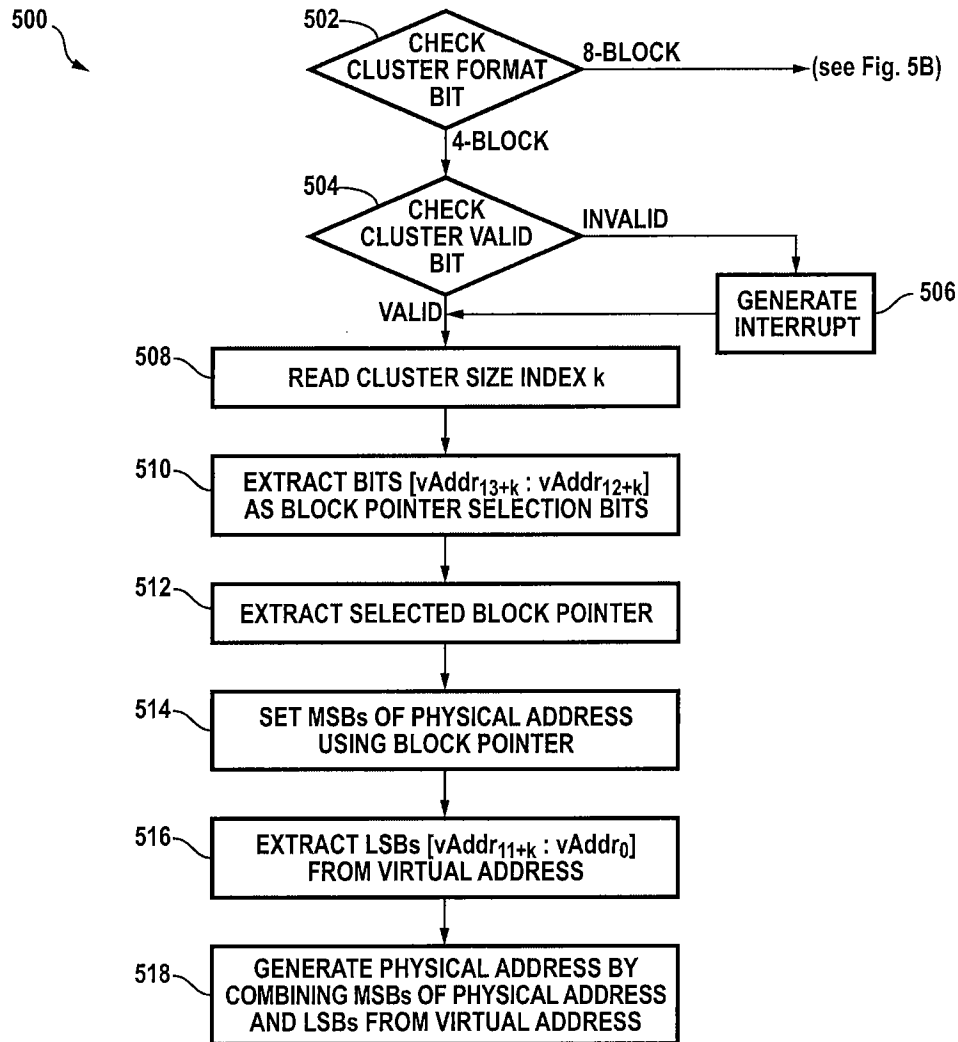 500
502
CHECK
CLUSTER FORMAT
BIT
8-BLOCK
(see Fig. 5B)
4-BLOCK
504
CHECK
CLUSTER VALID
BIT
INVALID
GENERATE
INTERRUPT
506
VALID
508
READ CLUSTER SIZE INDEX k
510
EXTRACT BITS [vAddr13+k : vAddr12+k]
AS BLOCK POINTER SELECTION BITS
512
EXTRACT SELECTED BLOCK POINTER
514
SET MSBs OF PHYSICAL ADDRESS
USING BLOCK POINTER
516
EXTRACT LSBs [vAddr11+k : vAddr0]
FROM VIRTUAL ADDRESS
518
GENERATE PHYSICAL ADDRESS BY
COMBINING MSBs OF PHYSICAL ADDRESS
AND LSBs FROM VIRTUAL ADDRESS